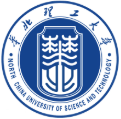 华北理工大学
NORTH CHINA UNIVERSITY OF SCIENCE AND TECHNOLOGY